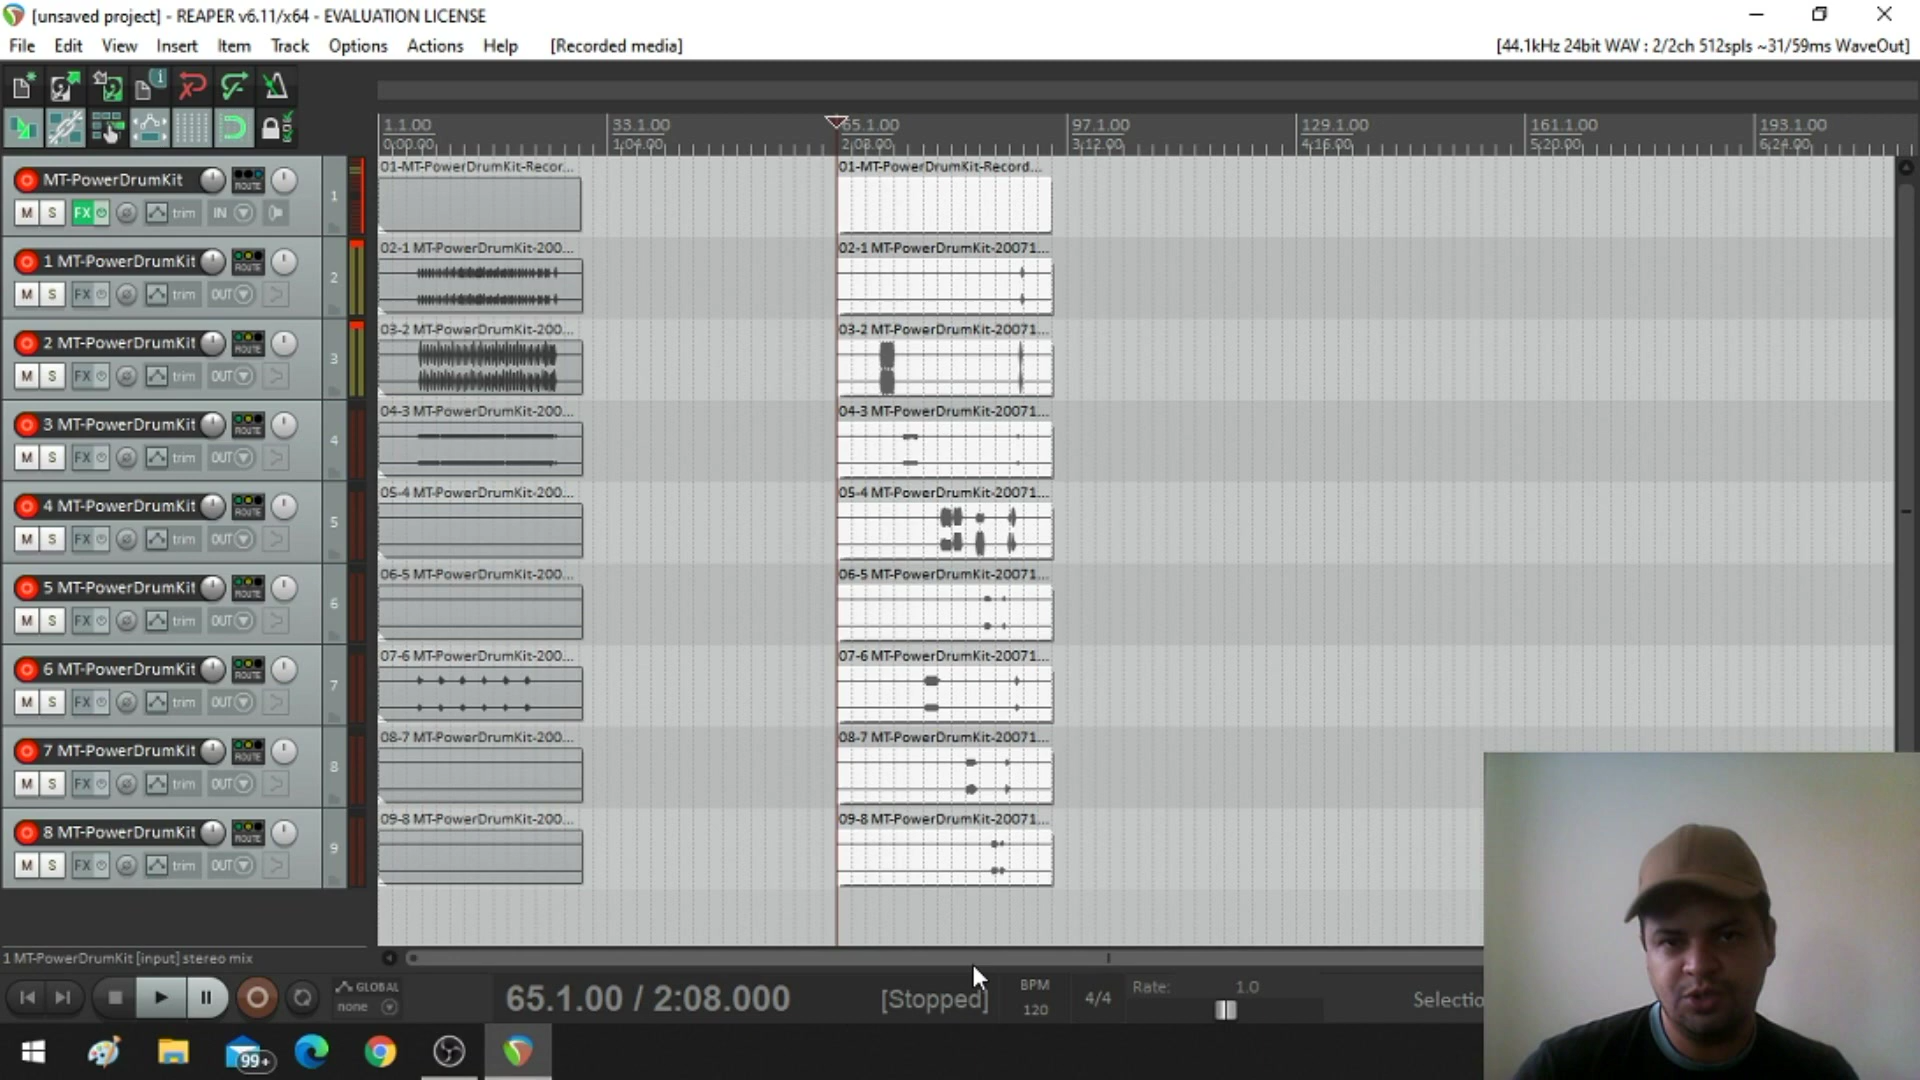 [unsaved project] - REAPER v6.11/x64 - EVALUATION LICENSE
File Edit View Insert Item Track Options Actions Help [Recorded media]
[44.1kHz 24bit WAV : 2/2ch 512spls ~31/59ms WaveOut]
1.1.00 33.1.00 65.1.00 97.1.00 129.1.00 161.1.00 193.1.00
0:00.00 1:04.00 2:08.00 3:12.00 4:16.00 5:20.00 6:24.00
MT-PowerDrumKit ROUTE 1
M S FX trim IN
01-MT-PowerDrumKit-Recor... 01-MT-PowerDrumKit-Record...
1 MT-PowerDrumKit ROUTE 2
M S FX trim OUT
02-1 MT-PowerDrumKit-200... 02-1 MT-PowerDrumKit-20071...
2 MT-PowerDrumKit ROUTE 3
M S FX trim OUT
03-2 MT-PowerDrumKit-200... 03-2 MT-PowerDrumKit-20071...
3 MT-PowerDrumKit ROUTE 4
M S FX trim OUT
04-3 MT-PowerDrumKit-200... 04-3 MT-PowerDrumKit-20071...
4 MT-PowerDrumKit ROUTE 5
M S FX trim OUT
05-4 MT-PowerDrumKit-200... 05-4 MT-PowerDrumKit-20071...
5 MT-PowerDrumKit ROUTE 6
M S FX trim OUT
06-5 MT-PowerDrumKit-200... 06-5 MT-PowerDrumKit-20071...
6 MT-PowerDrumKit ROUTE 7
M S FX trim OUT
07-6 MT-PowerDrumKit-200... 07-6 MT-PowerDrumKit-20071...
7 MT-PowerDrumKit ROUTE 8
M S FX trim OUT
08-7 MT-PowerDrumKit-200... 08-7 MT-PowerDrumKit-20071...
8 MT-PowerDrumKit ROUTE 9
M S FX trim OUT
09-8 MT-PowerDrumKit-200... 09-8 MT-PowerDrumKit-20071...
1 MT-PowerDrumKit [input] stereo mix
GLOBAL
none
65.1.00 / 2:08.000 [Stopped]
BPM
120
4/4
Rate: 1.0
Selectio
99+